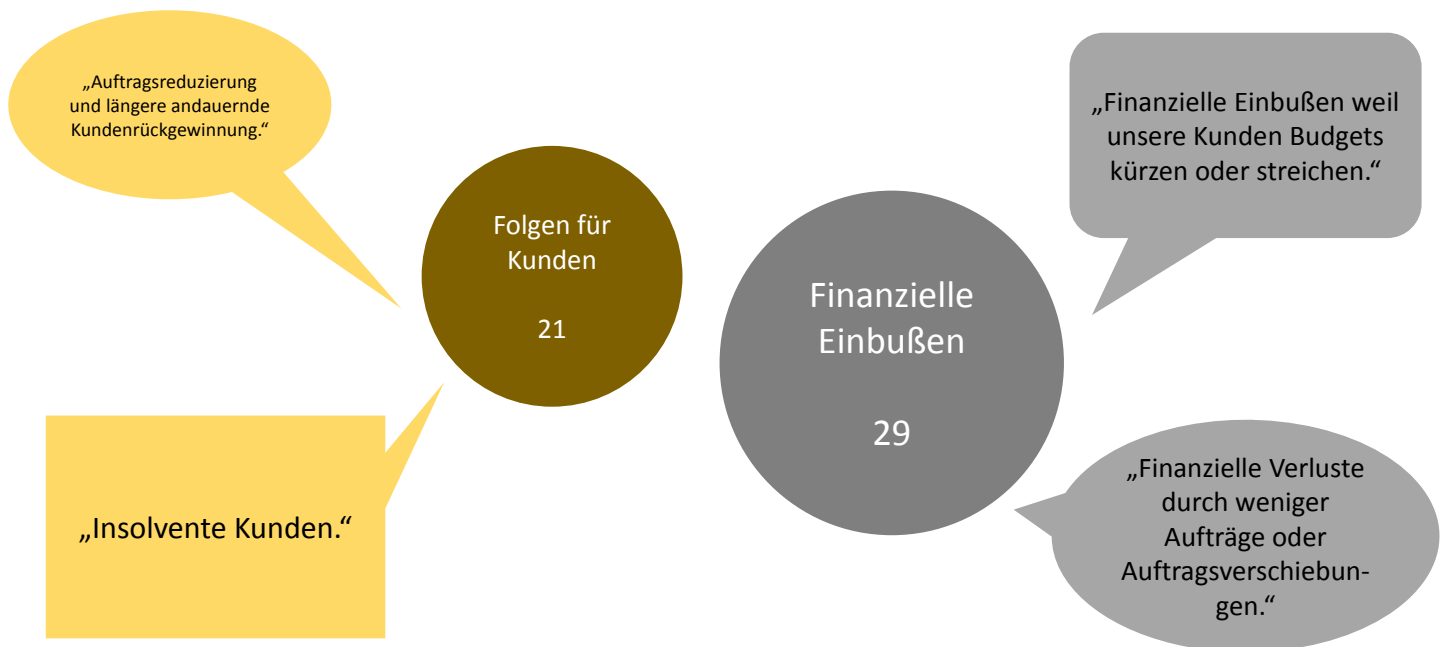 „Auftragsreduzierung
und längere andauernde
Kundenrückgewinnung.“
Folgen für
Kunden
21
„Insolvente Kunden.“
Finanzielle
Einbußen
29
„Finanzielle Einbußen weil
unsere Kunden Budgets
kürzen oder streichen.“
„Finanzielle Verluste
durch weniger
Aufträge oder
Auftragsverschiebun-
gen.“